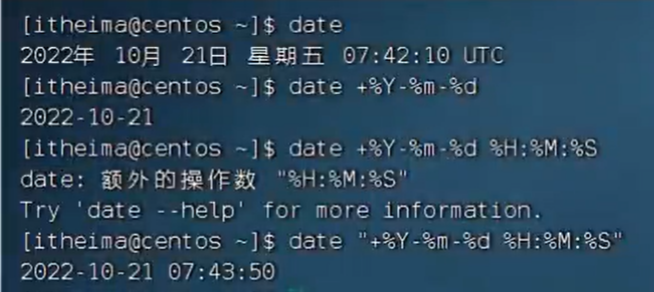 [itheima@centos ~]$ date
2022年 10月 21日 星期五 07:42:10 UTC
[itheima@centos ~]$ date +%Y-%m-%d
2022-10-21
[itheima@centos ~]$ date +%Y-%m-%d %H:%M:%S
date: 额外的操作数 "%H:%M:%S"
Try 'date --help' for more information.
[itheima@centos ~]$ date "+%Y-%m-%d %H:%M:%S"
2022-10-21 07:43:50